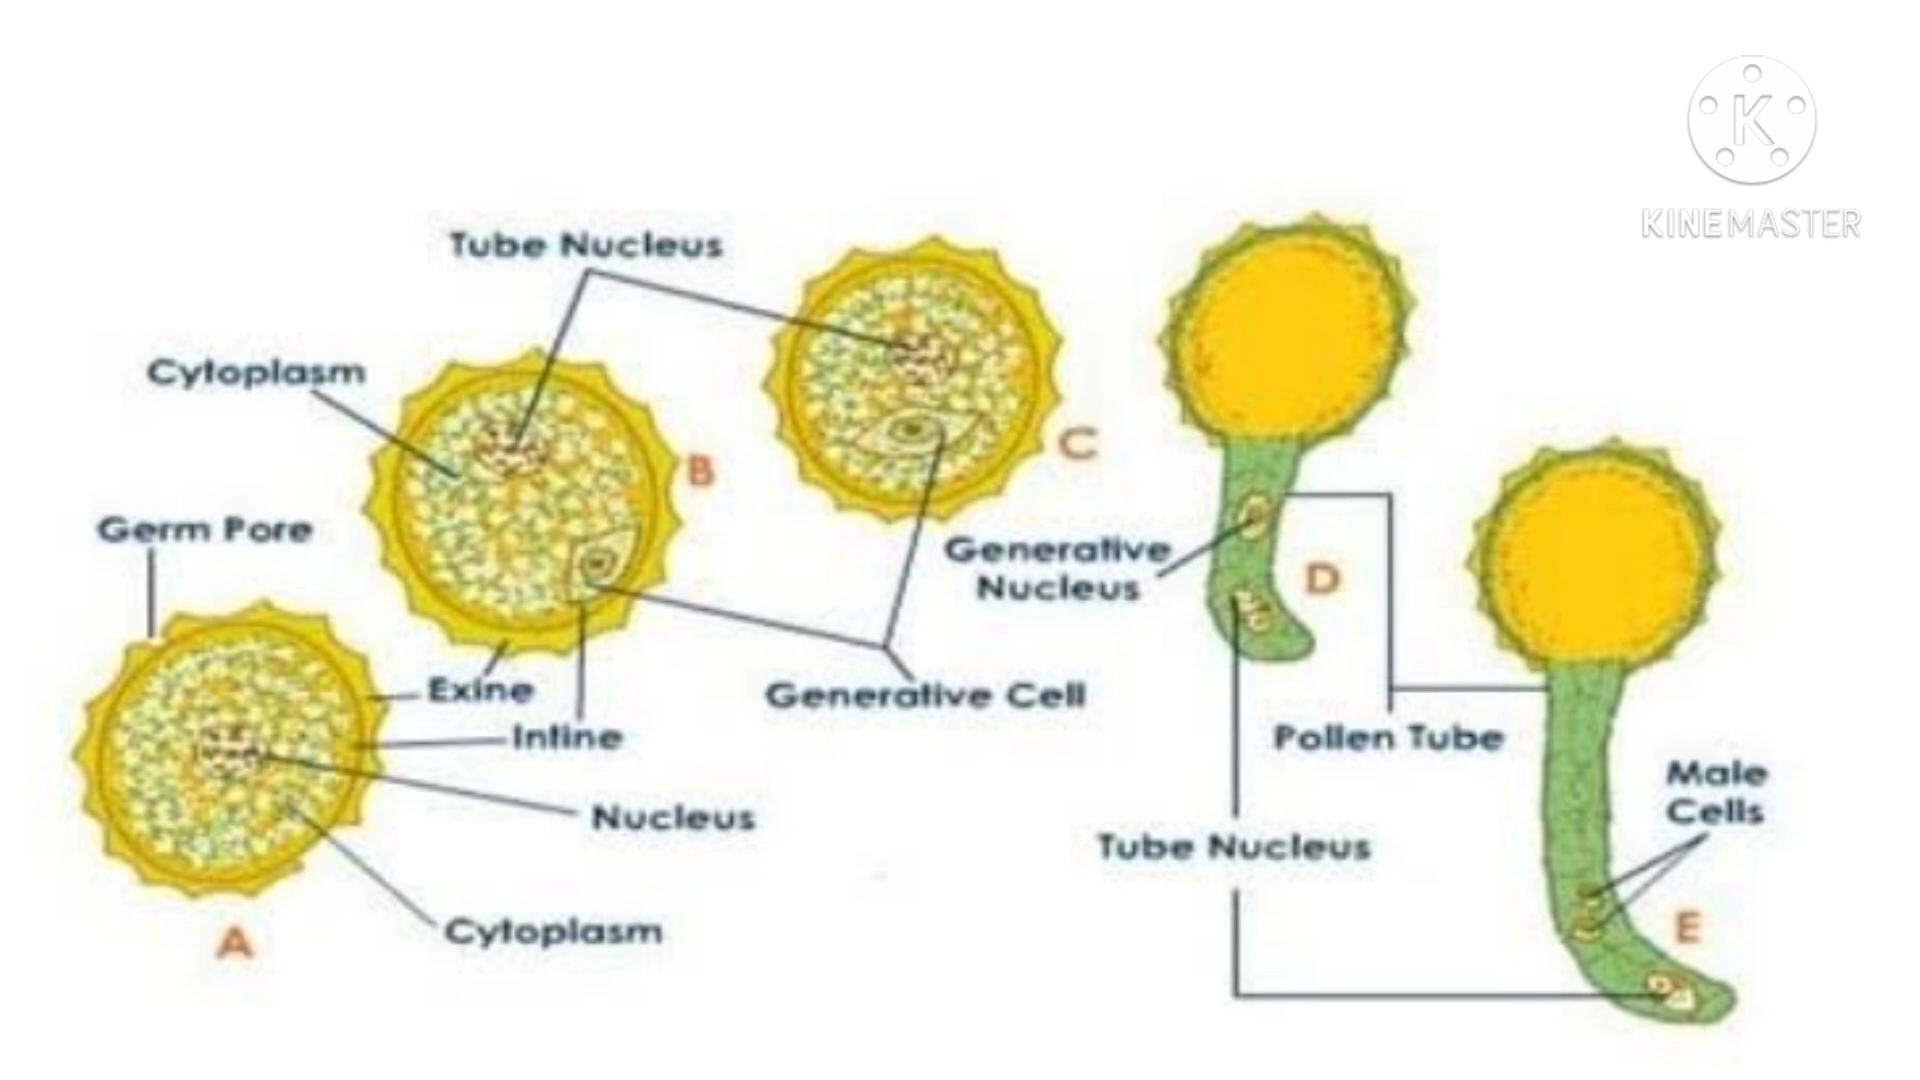 KINEMASTER
Tube Nucleus
Cytoplasm
B
C
Germ Pore
Generative
Nucleus
D
Exine
Generative Cell
Intine
Pollen Tube
Male
Cells
Nucleus
Tube Nucleus
Cytoplasm
A
E